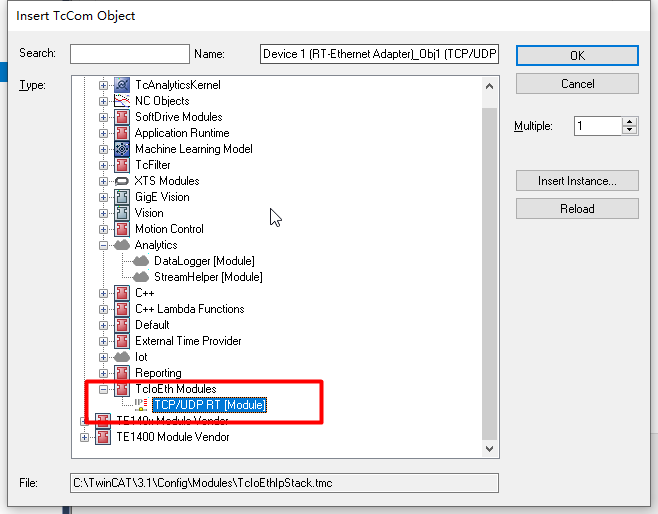 Insert TcCom Object
Search:
Name:
Device 1 (RT-Ethernet Adapter)_Obj1 (TCP/UDP
OK
Type:
TcAnalyticsKernel
Cancel
NC Objects
SoftDrive Modules
Multiple:
1
Application Runtime
Machine Learning Model
TcFilter
XTS Modules
Insert Instance...
GigE Vision
Vision
Reload
Motion Control
Analytics
DataLogger [Module]
StreamHelper [Module]
C++
C++ Lambda Functions
Default
External Time Provider
Iot
Reporting
TcIoEth Modules
TCP/UDP RT [Module]
TE140x Module Vendor
TE1400 Module Vendor
File:
C:\TwinCAT\3.1\Config\Modules\TcIoEthIpStack.tmc